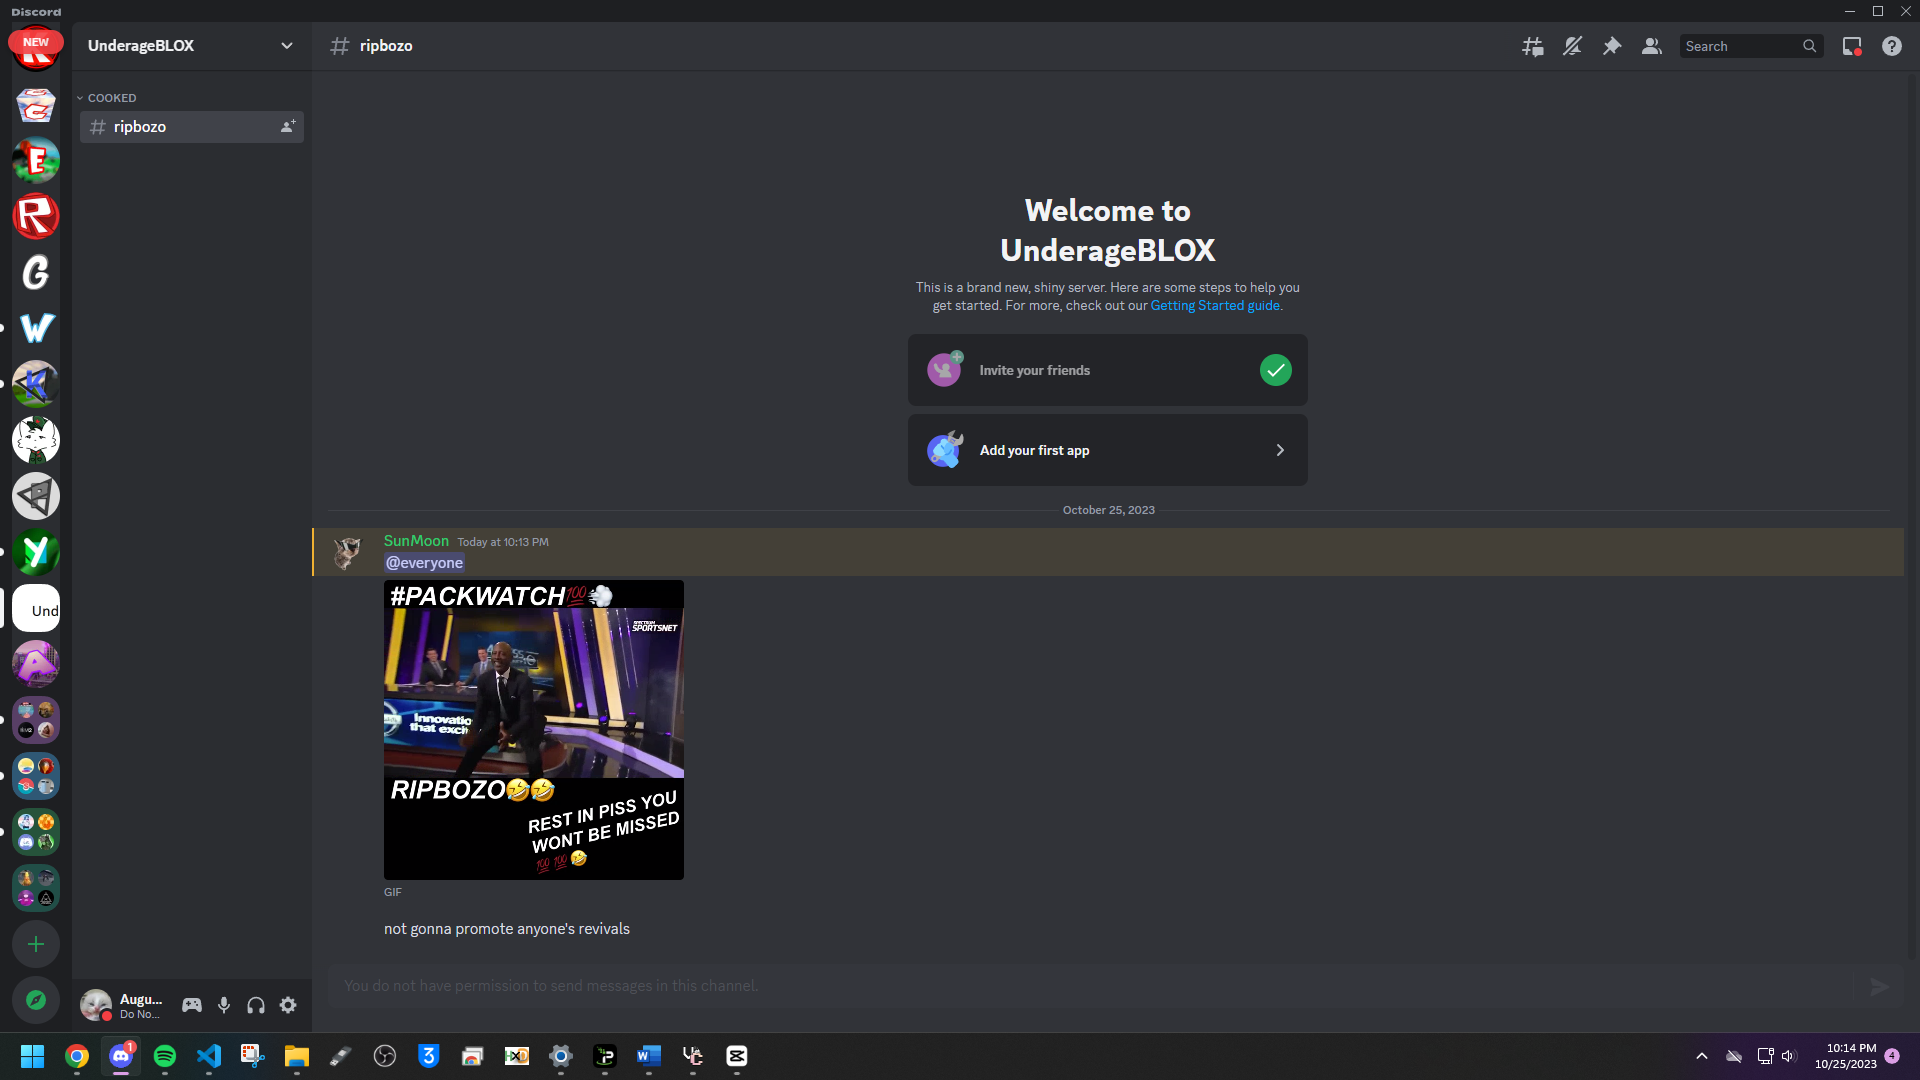 Discord
NEW
UnderageBLOX
ripbozo
Search
COOKED
ripbozo
Welcome to
UnderageBLOX
This is a brand new, shiny server. Here are some steps to help you
get started. For more, check out our Getting Started guide.
Invite your friends
Add your first app
October 25, 2023
SunMoon Today at 10:13 PM
@everyone
#PACKWATCH💯💨
SPECTRUM
SPORTSNET
Innovatio
that exci
RIPBOZO🤣🤣
REST IN PISS YOU
WONT BE MISSED
💯💯🤣
GIF
not gonna promote anyone's revivals
You do not have permission to send messages in this channel.
Und
Augu...
Do No...
10:14 PM
10/25/2023
4